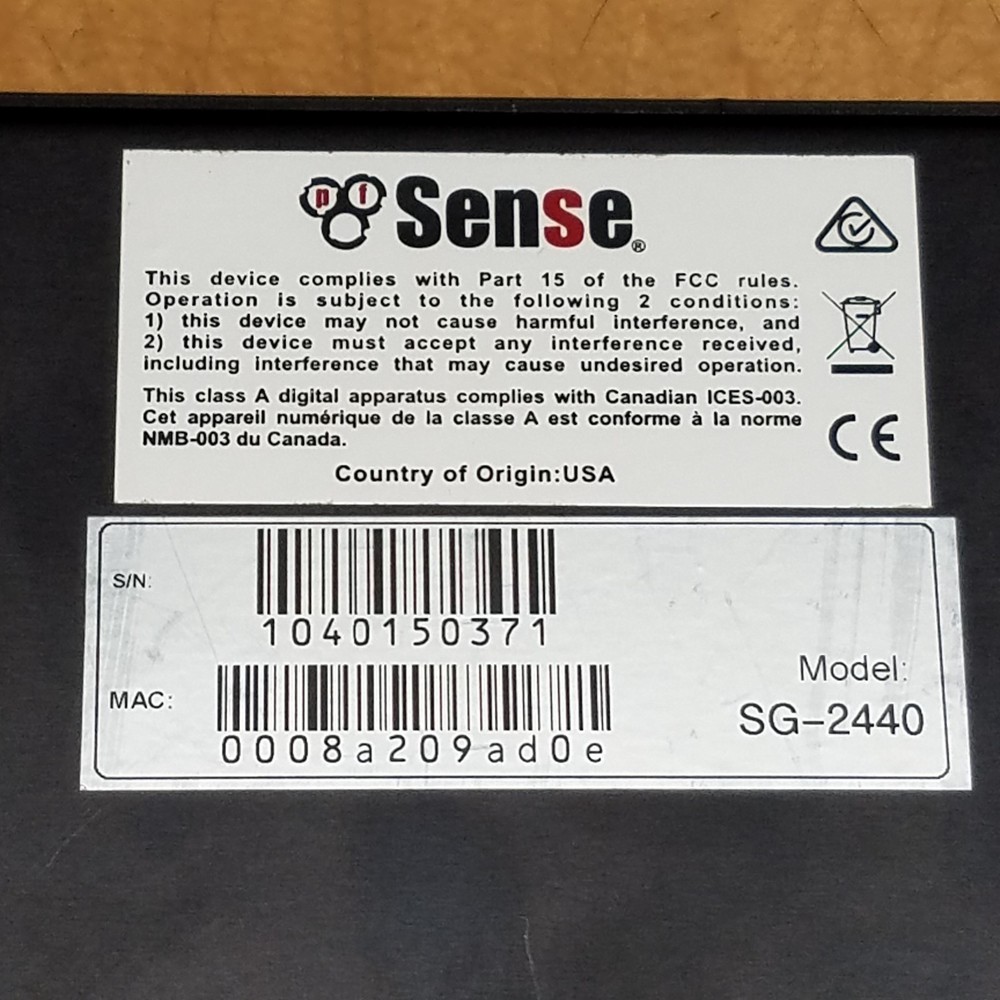 pf Sense®
This device complies with Part 15 of the FCC rules.
Operation is subject to the following 2 conditions:
1) this device may not cause harmful interference, and
2) this device must accept any interference received,
including interference that may cause undesired operation.
This class A digital apparatus complies with Canadian ICES-003.
Cet appareil numérique de la classe A est conforme à la norme
NMB-003 du Canada.
CE
Country of Origin:USA
S/N:
1040150371
MAC:
0008a209ad0e
Model:
SG-2440